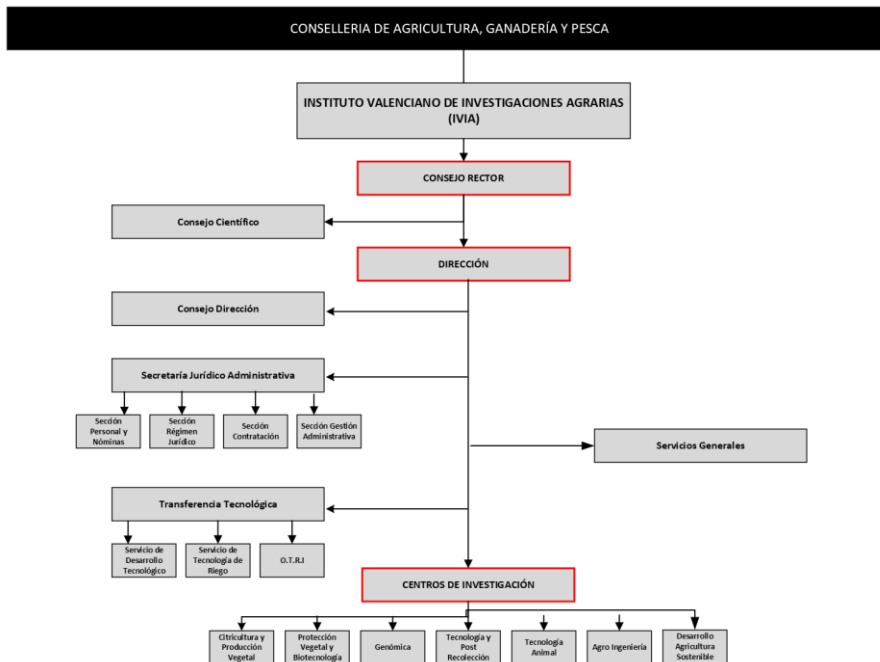 CONSELLERIA DE AGRICULTURA, GANADERÍA Y PESCA
INSTITUTO VALENCIANO DE INVESTIGACIONES AGRARIAS
(IVIA)
CONSEJO RECTOR
Consejo Científico
DIRECCIÓN
Consejo Dirección
Secretaría Jurídico Administrativa
Sección
Personal y
Nóminas
Sección
Régimen
Jurídico
Sección
Contratación
Sección Gestión
Administrativa
Servicios Generales
Transferencia Tecnológica
Servicio de
Desarrollo
Tecnológico
Servicio de
Tecnología de
Riego
O.T.R.I
CENTROS DE INVESTIGACIÓN
Citricultura y
Producción
Vegetal
Protección
Vegetal y
Biotecnología
Genómica
Tecnología y
Post
Recolección
Tecnología
Animal
Agro Ingeniería
Desarrollo
Agricultura
Sostenible